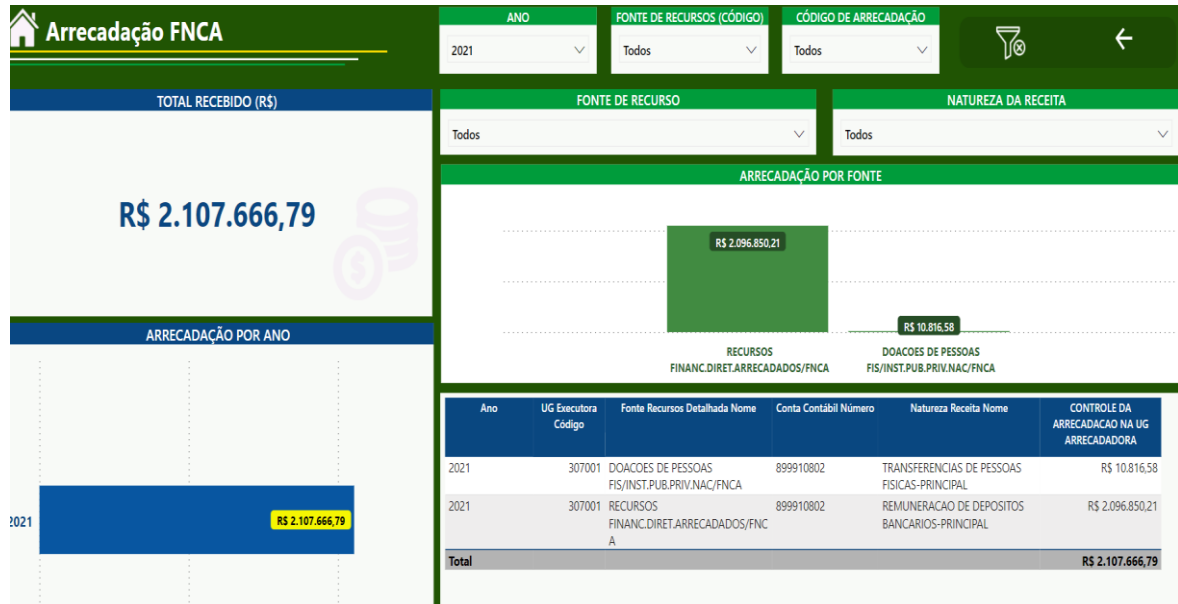 Arrecadação FNCA
ANO
2021
FONTE DE RECURSOS (CÓDIGO)
Todos
CÓDIGO DE ARRECADAÇÃO
Todos
TOTAL RECEBIDO (R$)
R$ 2.107.666,79
FONTE DE RECURSO
Todos
NATUREZA DA RECEITA
Todos
ARRECADAÇÃO POR FONTE
R$ 2.096.850,21
R$ 10.816,58
RECURSOS
FINANC.DIRET.ARRECADADOS/FNCA
DOACOES DE PESSOAS
FIS/INST.PUB.PRIV.NAC/FNCA
ARRECADAÇÃO POR ANO
2021
R$ 2.107.666,79
Ano
UG Executora
Código
Fonte Recursos Detalhada Nome
Conta Contábil Número
Natureza Receita Nome
CONTROLE DA
ARRECADACAO NA UG
ARRECADADORA
2021
307001
DOACOES DE PESSOAS
FIS/INST.PUB.PRIV.NAC/FNCA
899910802
TRANSFERENCIAS DE PESSOAS
FISICAS-PRINCIPAL
R$ 10.816,58
2021
307001
RECURSOS
FINANC.DIRET.ARRECADADOS/FNC
A
899910802
REMUNERACAO DE DEPOSITOS
BANCARIOS-PRINCIPAL
R$ 2.096.850,21
Total
R$ 2.107.666,79